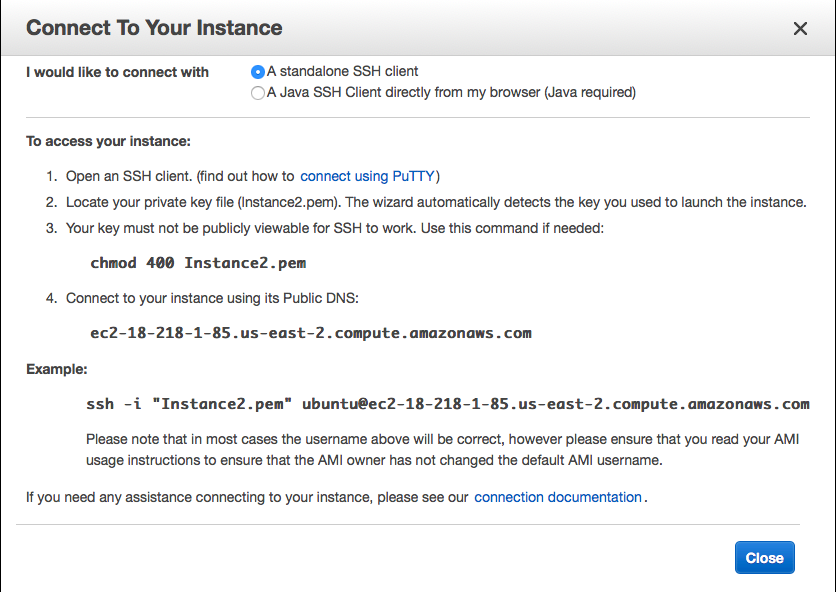 Connect To Your Instance
I would like to connect with
A standalone SSH client
A Java SSH Client directly from my browser (Java required)
To access your instance:
1. Open an SSH client. (find out how to connect using PuTTY)
2. Locate your private key file (Instance2.pem). The wizard automatically detects the key you used to launch the instance.
3. Your key must not be publicly viewable for SSH to work. Use this command if needed:
chmod 400 Instance2.pem
4. Connect to your instance using its Public DNS:
ec2-18-218-1-85.us-east-2.compute.amazonaws.com
Example:
ssh -i "Instance2.pem" ubuntu@ec2-18-218-1-85.us-east-2.compute.amazonaws.com
Please note that in most cases the username above will be correct, however please ensure that you read your AMI
usage instructions to ensure that the AMI owner has not changed the default AMI username.
If you need any assistance connecting to your instance, please see our connection documentation.
Close